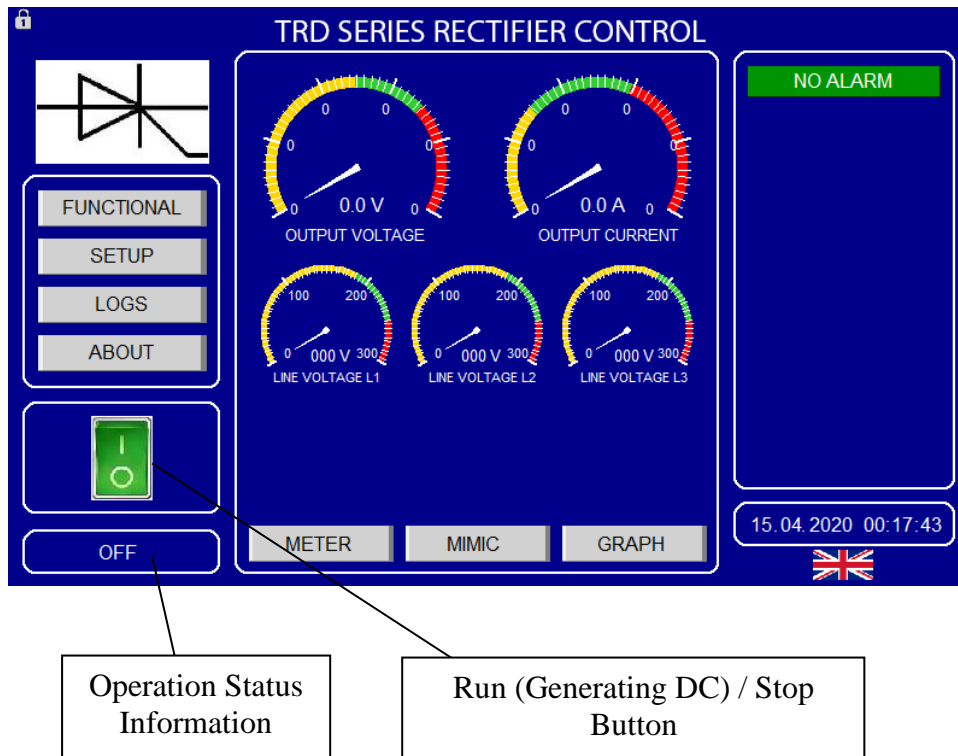 TRD SERIES RECTIFIER CONTROL
FUNCTIONAL
SETUP
LOGS
ABOUT
I
O
OFF
0 0
0 0
0 0.0 V 0
OUTPUT VOLTAGE
0 0
0
0 0.0 A 0
OUTPUT CURRENT
100 200
0 000 V 300
LINE VOLTAGE L1
100 200
0 000 V 300
LINE VOLTAGE L2
100 200
0 000 V 300
LINE VOLTAGE L3
METER MIMIC GRAPH
NO ALARM
15.04.2020 00:17:43
Operation Status
Information
Run (Generating DC) / Stop
Button